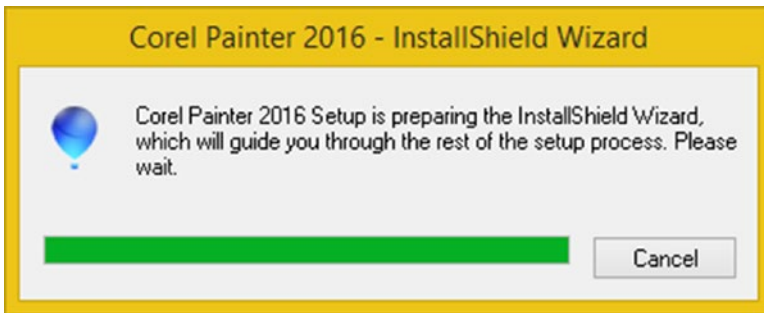 Corel Painter 2016 - InstallShield Wizard
Corel Painter 2016 Setup is preparing the InstallShield Wizard,
which will guide you through the rest of the setup process. Please
wait.
Cancel